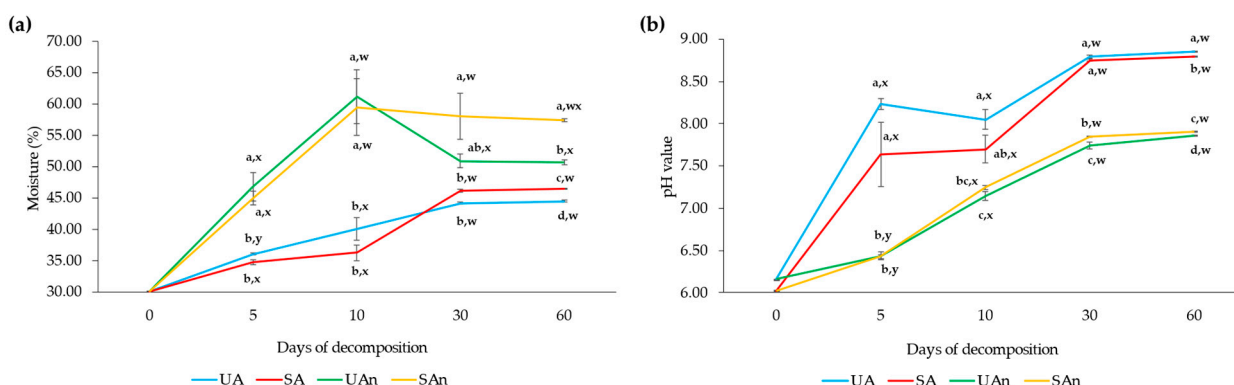 (a)
70.00
65.00
60.00
55.00
50.00
45.00
40.00
35.00
30.00
Moisture (%)
a,w
a,w
a,wx
a,x
a,w
ab,x
b,x
a,x
b,w
c,w
b,x
b,y
b,w
d,w
b,x
b,x
0 5 10 30 60
Days of decomposition
UA SA UAn SAn
(b)
9.00
8.50
8.00
7.50
7.00
6.50
6.00
pH value
a,w
a,w
a,x
a,x
a,w
b,w
a,x
ab,x
b,w
c,w
bc,x
c,w
d,w
c,x
b,y
b,y
0 5 10 30 60
Days of decomposition
UA SA UAn SAn